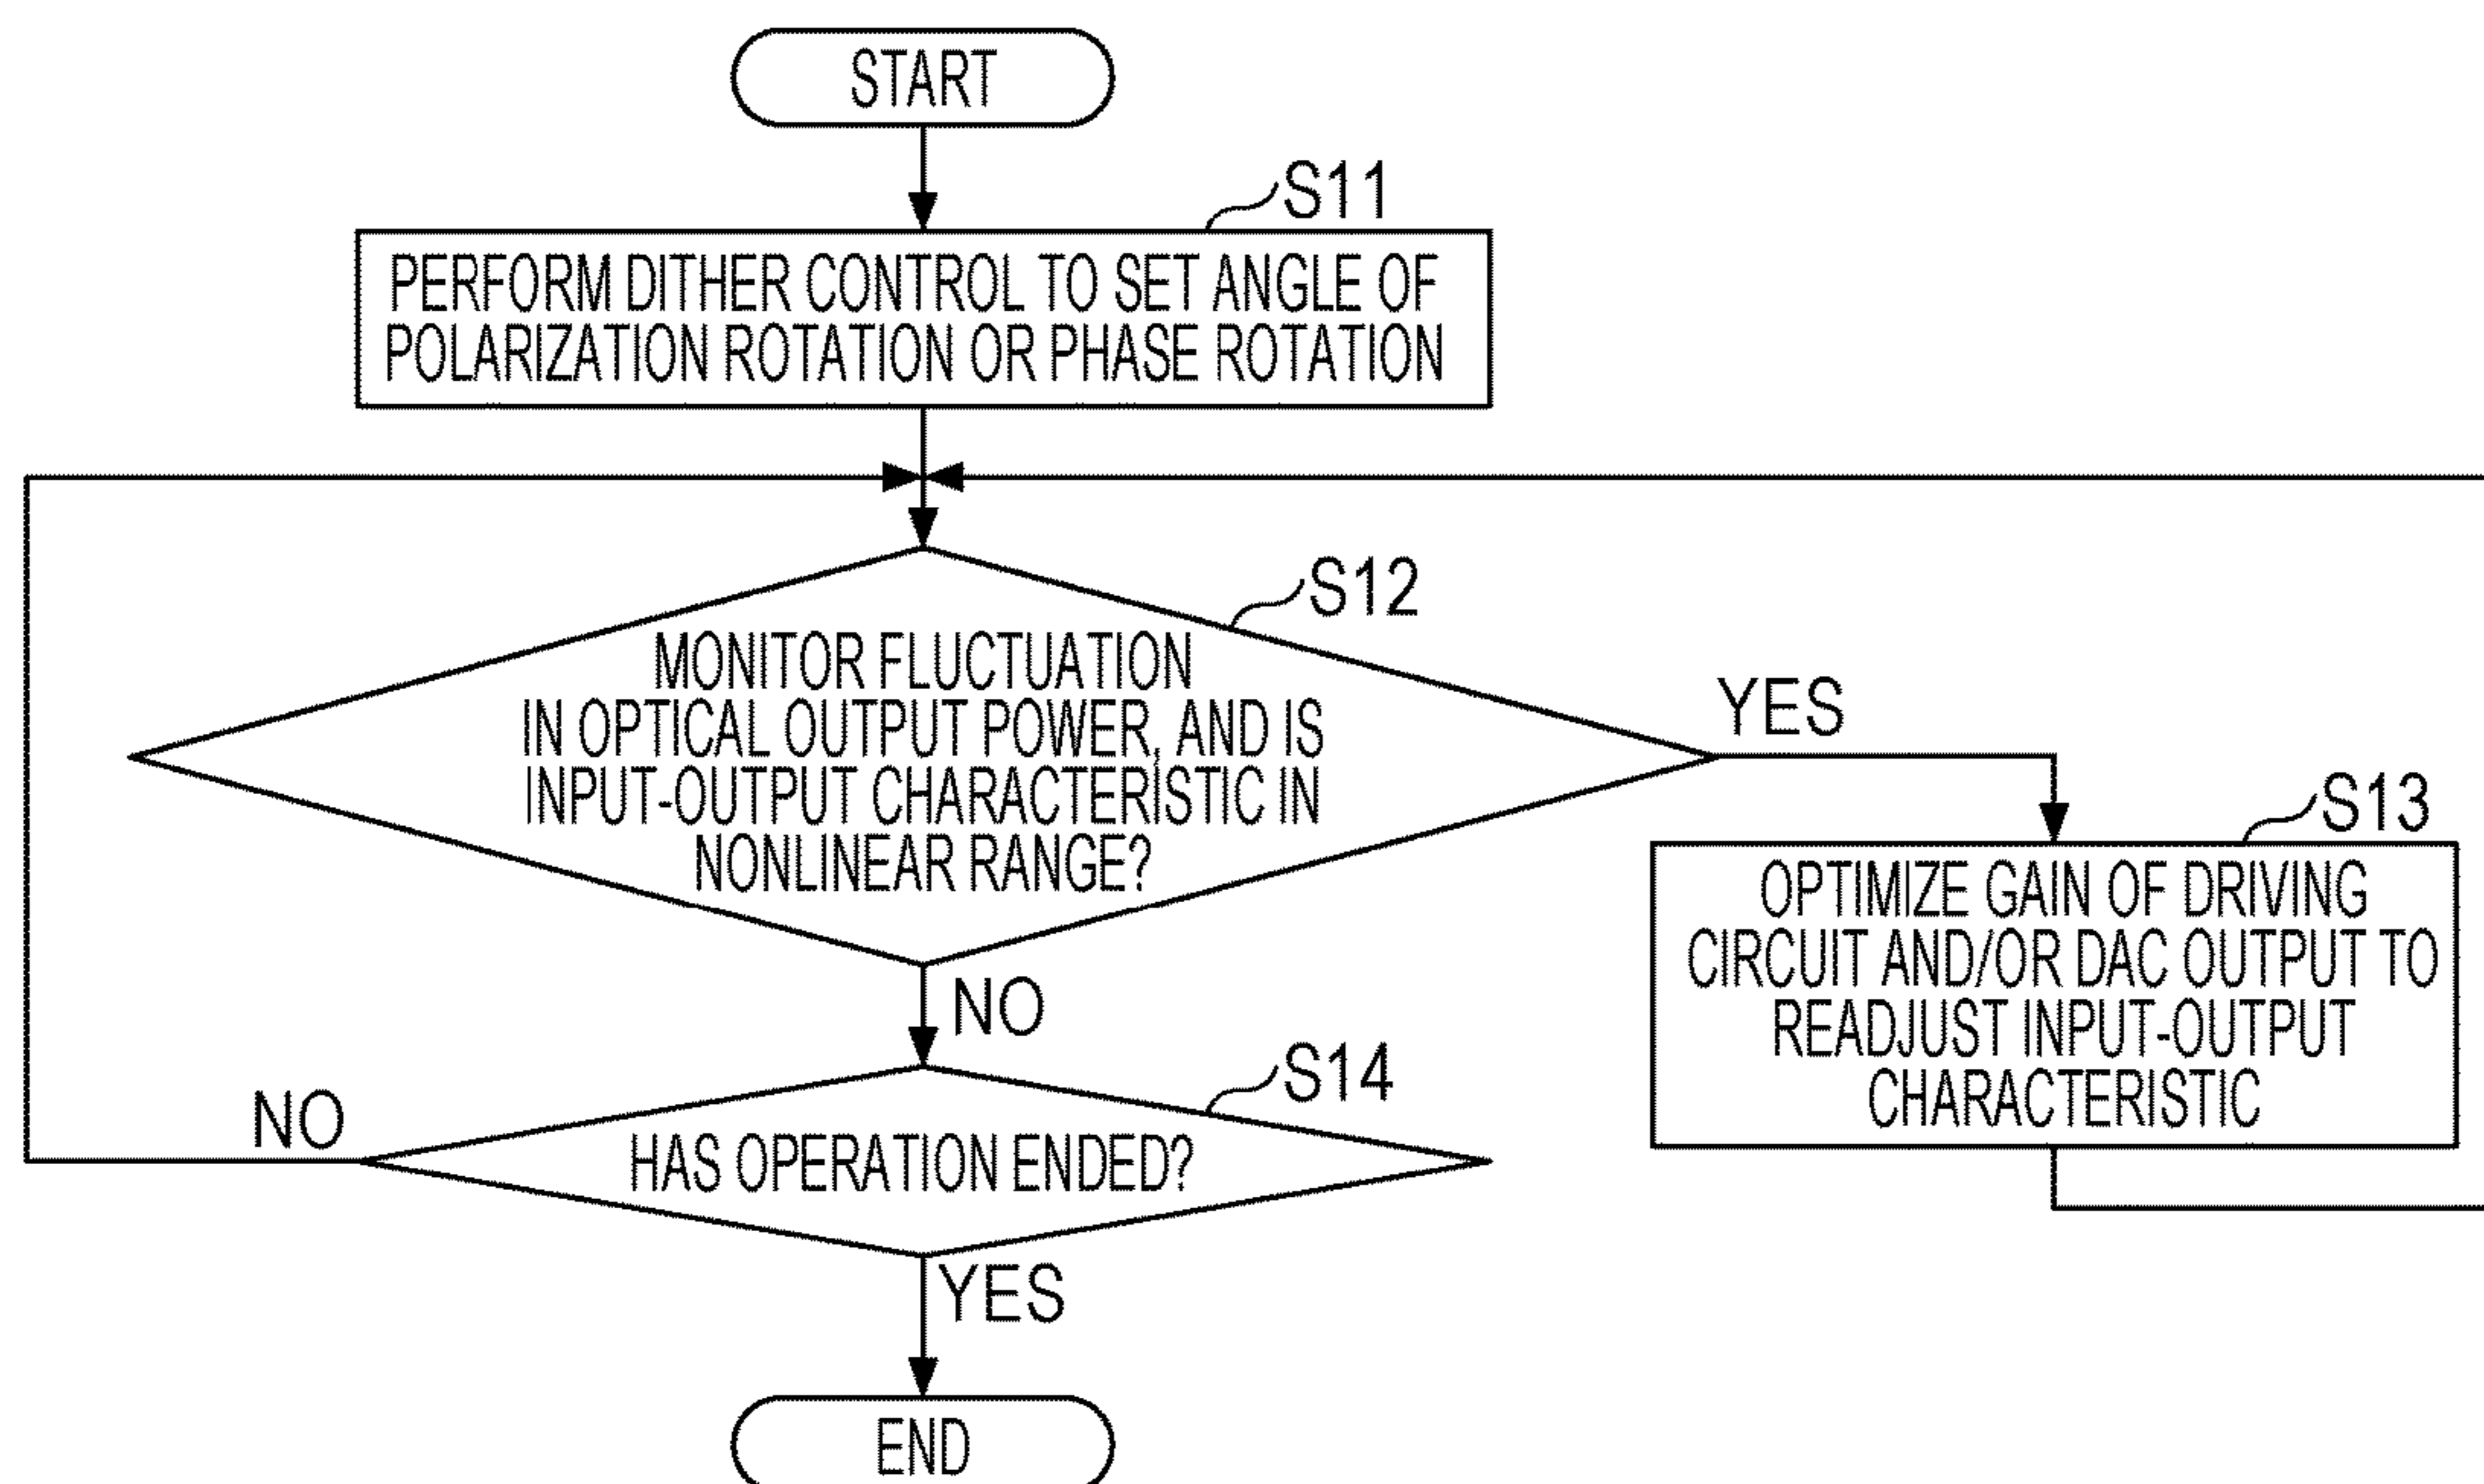 START
S11
PERFORM DITHER CONTROL TO SET ANGLE OF
POLARIZATION ROTATION OR PHASE ROTATION
S12
MONITOR FLUCTUATION
IN OPTICAL OUTPUT POWER, AND IS
INPUT-OUTPUT CHARACTERISTIC IN
NONLINEAR RANGE?
YES
S13
OPTIMIZE GAIN OF DRIVING
CIRCUIT AND/OR DAC OUTPUT TO
READJUST INPUT-OUTPUT
CHARACTERISTIC
NO
S14
NO
HAS OPERATION ENDED?
YES
END